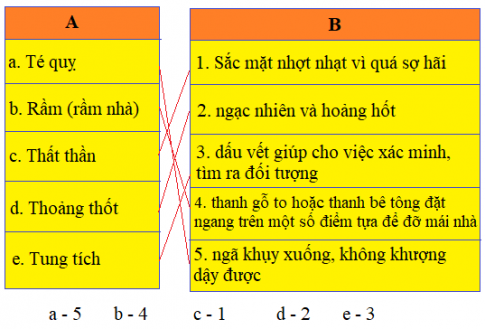 A
B
a. Té quỵ
1. Sắc mặt nhợt nhạt vì quá sợ hãi
b. Rầm (rầm nhà)
2. ngạc nhiên và hoảng hốt
c. Thất thần
3. dấu vết giúp cho việc xác minh,
tìm ra đối tượng
d. Thoảng thốt
4. thanh gỗ to hoặc thanh bê tông đặt
ngang trên một số điểm tựa để đỡ mái nhà
e. Tung tích
5. ngã khụy xuống, không khượng
dậy được
a - 5 b - 4 c - 1 d - 2 e - 3